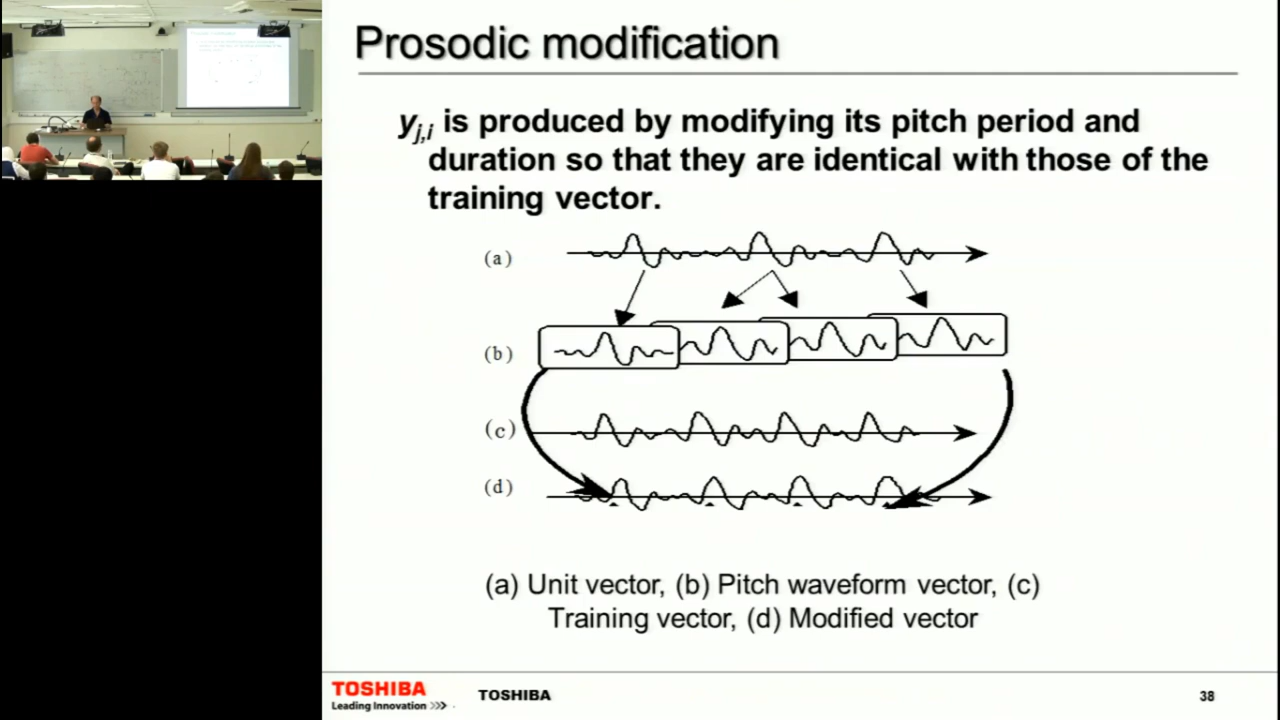 Prosodic modification
yj,i is produced by modifying its pitch period and
duration so that they are identical with those of the
training vector.
(a)
(b)
(c)
(d)
(a) Unit vector, (b) Pitch waveform vector, (c)
Training vector, (d) Modified vector
TOSHIBA
Leading Innovation >>>
TOSHIBA
38